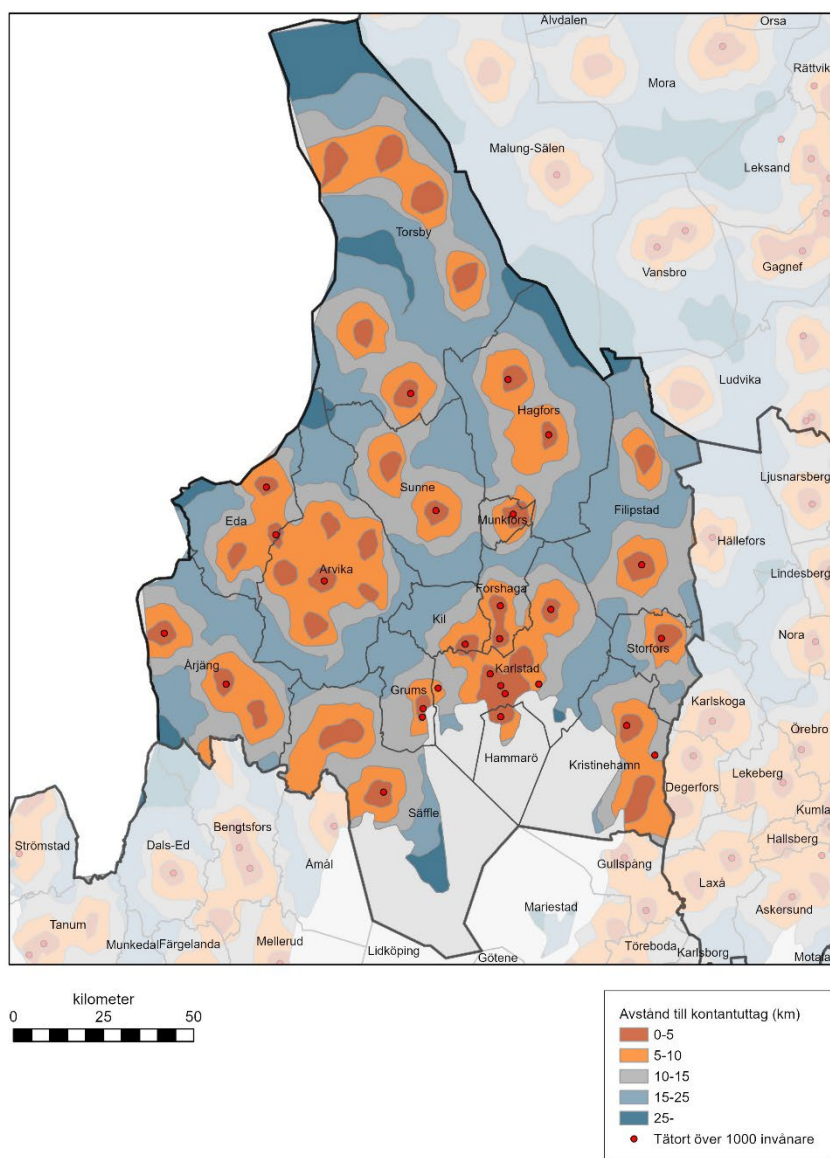 Älvdalen
Orsa
Mora
Rättvik
Malung-Sälen
Leksand
Torsby
Vansbro
Gagnef
Ludvika
Hagfors
Ljusnarsberg
Sunne
Eda
Munkfors
Filipstad
Hällefors
Arvika
Lindesberg
Forshaga
Kil
Nora
Storfors
Årjäng
Karlstad
Grums
Karlskoga
Örebro
Hammarö
Kristinehamn
Degerfors
Lekeberg
Kumla
Säffle
Bengtsfors
Hallsberg
Strömstad
Dals-Ed
Åmål
Gullspång
Laxå
Mariestad
Askersund
Tanum
Munkedal
Färgelanda
Mellerud
Lidköping
Götene
Töreboda
Karlsborg
Motala
kilometer
0 25 50
Avstånd till kontantuttag (km)
0-5
5-10
10-15
15-25
25-
Tätort över 1000 invånare